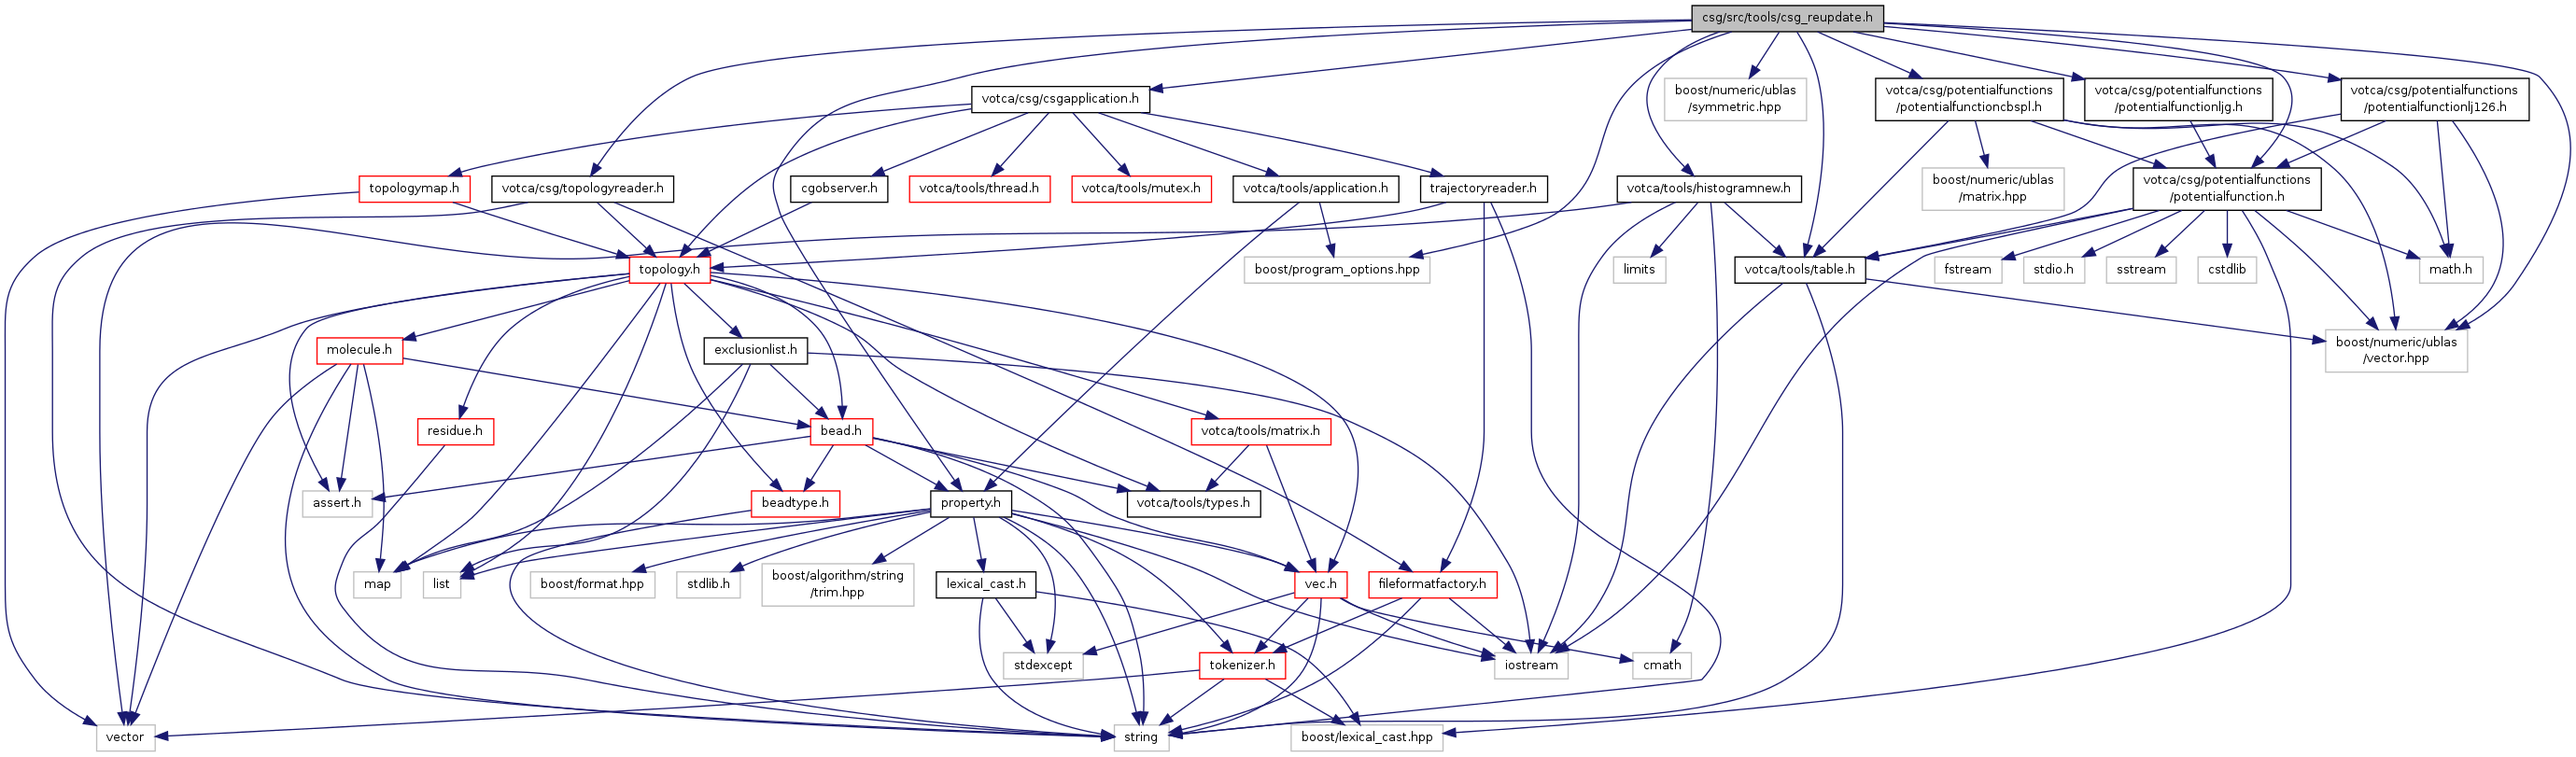 csg/src/tools/csg_reupdate.h
votca/csg/csgapplication.h
boost/numeric/ublas
/symmetric.hpp
votca/csg/potentialfunctions
/potentialfunctioncbspl.h
votca/csg/potentialfunctions
/potentialfunctionljg.h
votca/csg/potentialfunctions
/potentialfunctionlj126.h
topologymap.h
votca/csg/topologyreader.h
cgobserver.h
votca/tools/thread.h
votca/tools/mutex.h
votca/tools/application.h
trajectoryreader.h
votca/tools/histogramnew.h
boost/numeric/ublas
/matrix.hpp
votca/csg/potentialfunctions
/potentialfunction.h
topology.h
boost/program_options.hpp
limits
votca/tools/table.h
fstream
stdio.h
sstream
cstdlib
math.h
molecule.h
exclusionlist.h
boost/numeric/ublas
/vector.hpp
residue.h
bead.h
votca/tools/matrix.h
assert.h
beadtype.h
property.h
votca/tools/types.h
map
list
boost/format.hpp
stdlib.h
boost/algorithm/string
/trim.hpp
lexical_cast.h
vec.h
fileformatfactory.h
stdexcept
tokenizer.h
iostream
cmath
vector
string
boost/lexical_cast.hpp